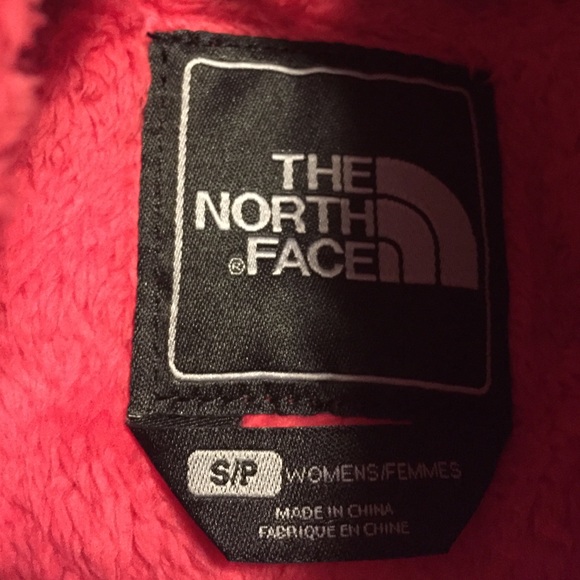 THE
NORTH
®FACE
S/P WOMENS/FEMMES
MADE IN CHINA
FABRIQUE EN CHINE